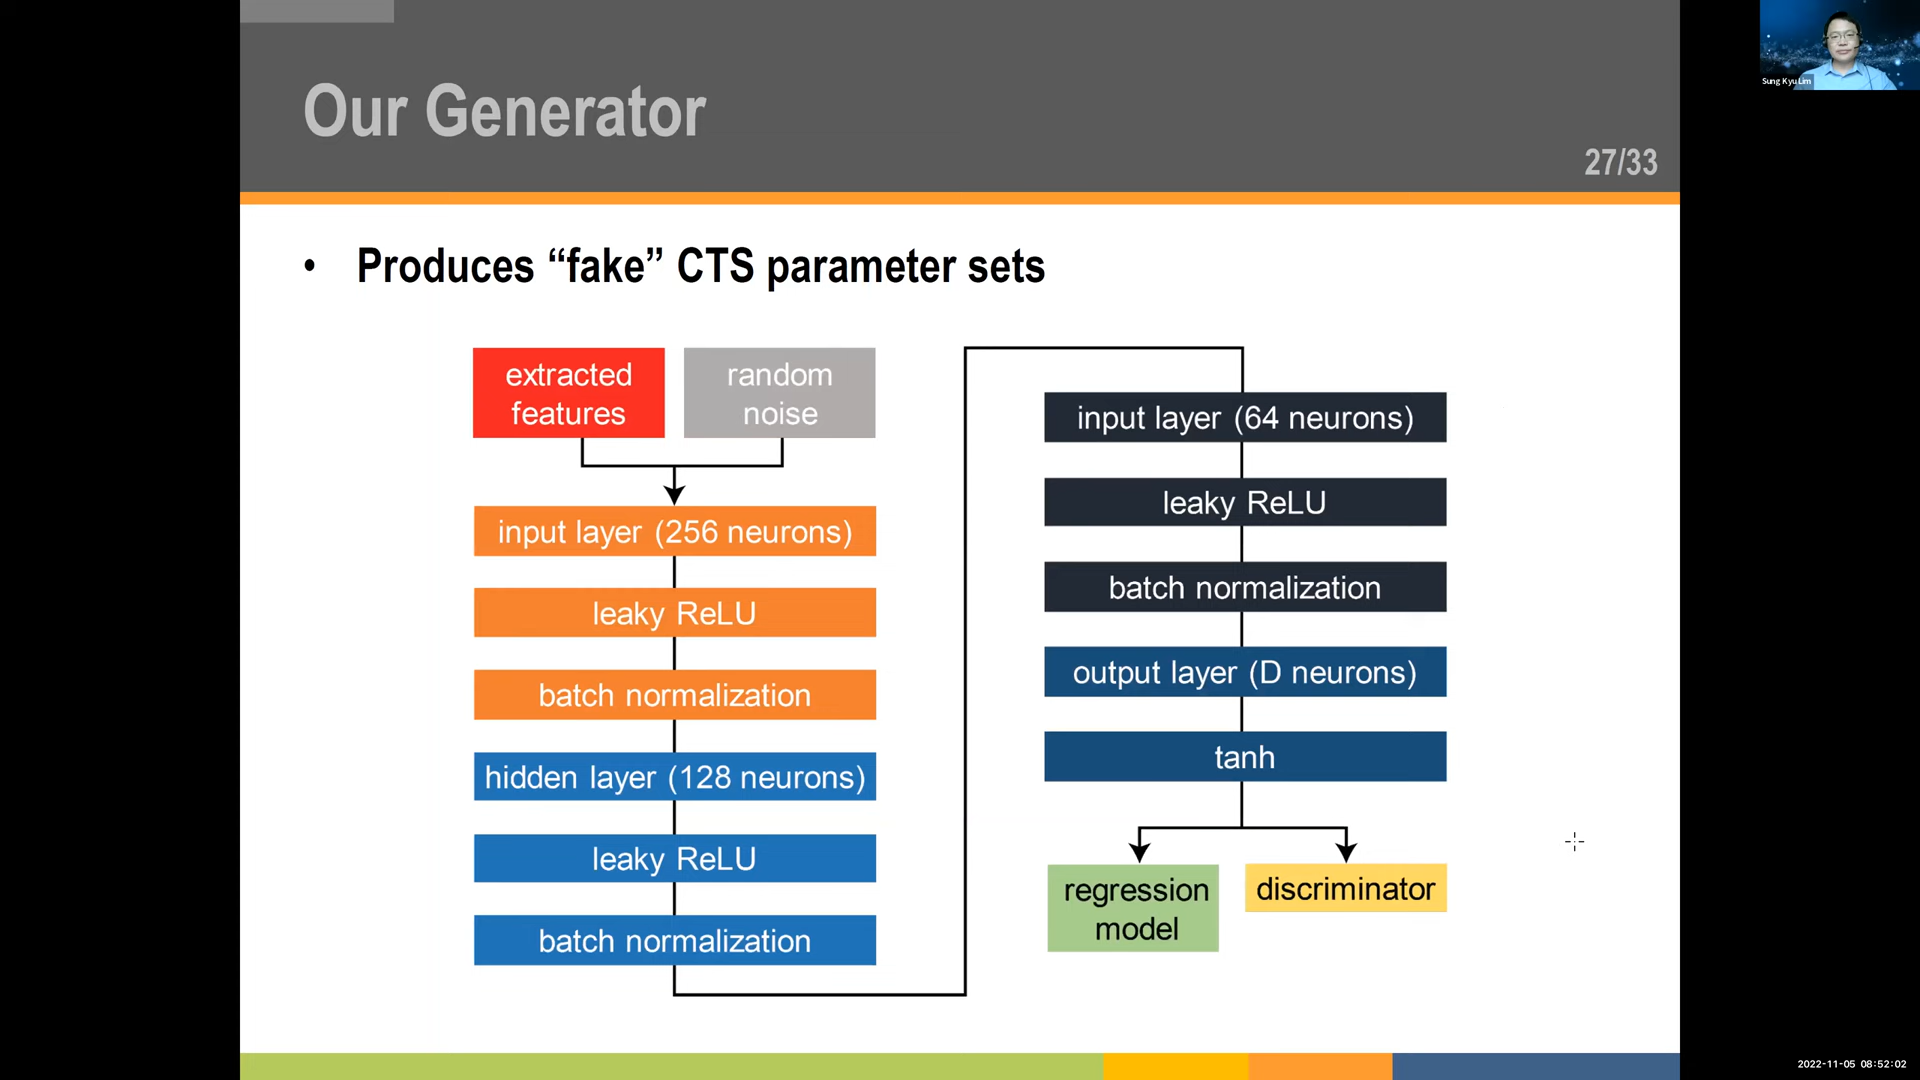 Our Generator
27/33
Sung Kyu Lim
• Produces “fake” CTS parameter sets
extracted
features
random
noise
input layer (256 neurons)
leaky ReLU
batch normalization
hidden layer (128 neurons)
leaky ReLU
batch normalization
input layer (64 neurons)
leaky ReLU
batch normalization
output layer (D neurons)
tanh
regression
model
discriminator
2022-11-05 08:52:02